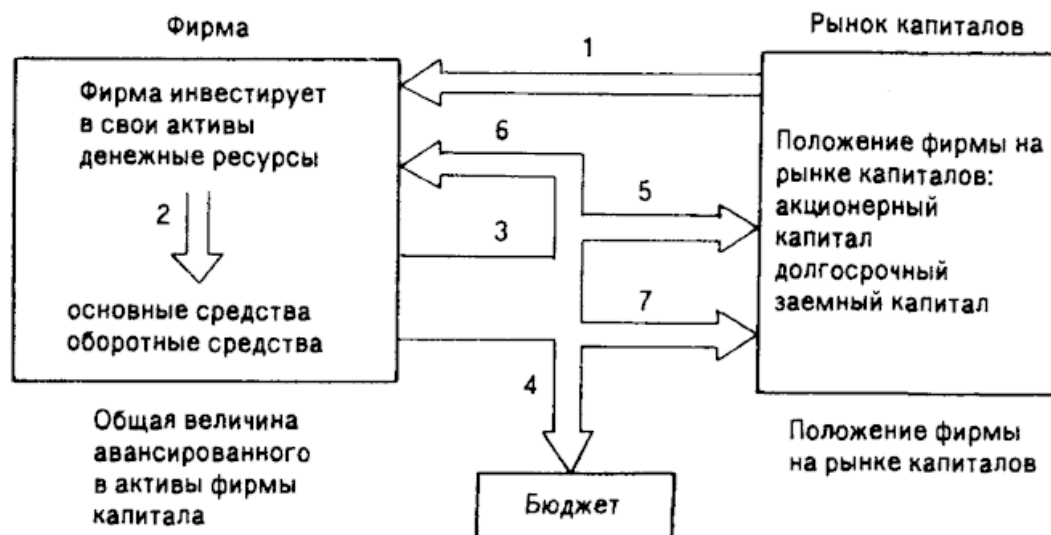 Фирма
Рынок капиталов
1
Фирма инвестирует
в свои активы
денежные ресурсы
2
основные средства
оборотные средства
6
3
5
7
4
Положение фирмы на
рынке капиталов:
акционерный
капитал
долгосрочный
заемный капитал
Общая величина
авансированного
в активы фирмы
капитала
Бюджет
Положение фирмы
на рынке капиталов